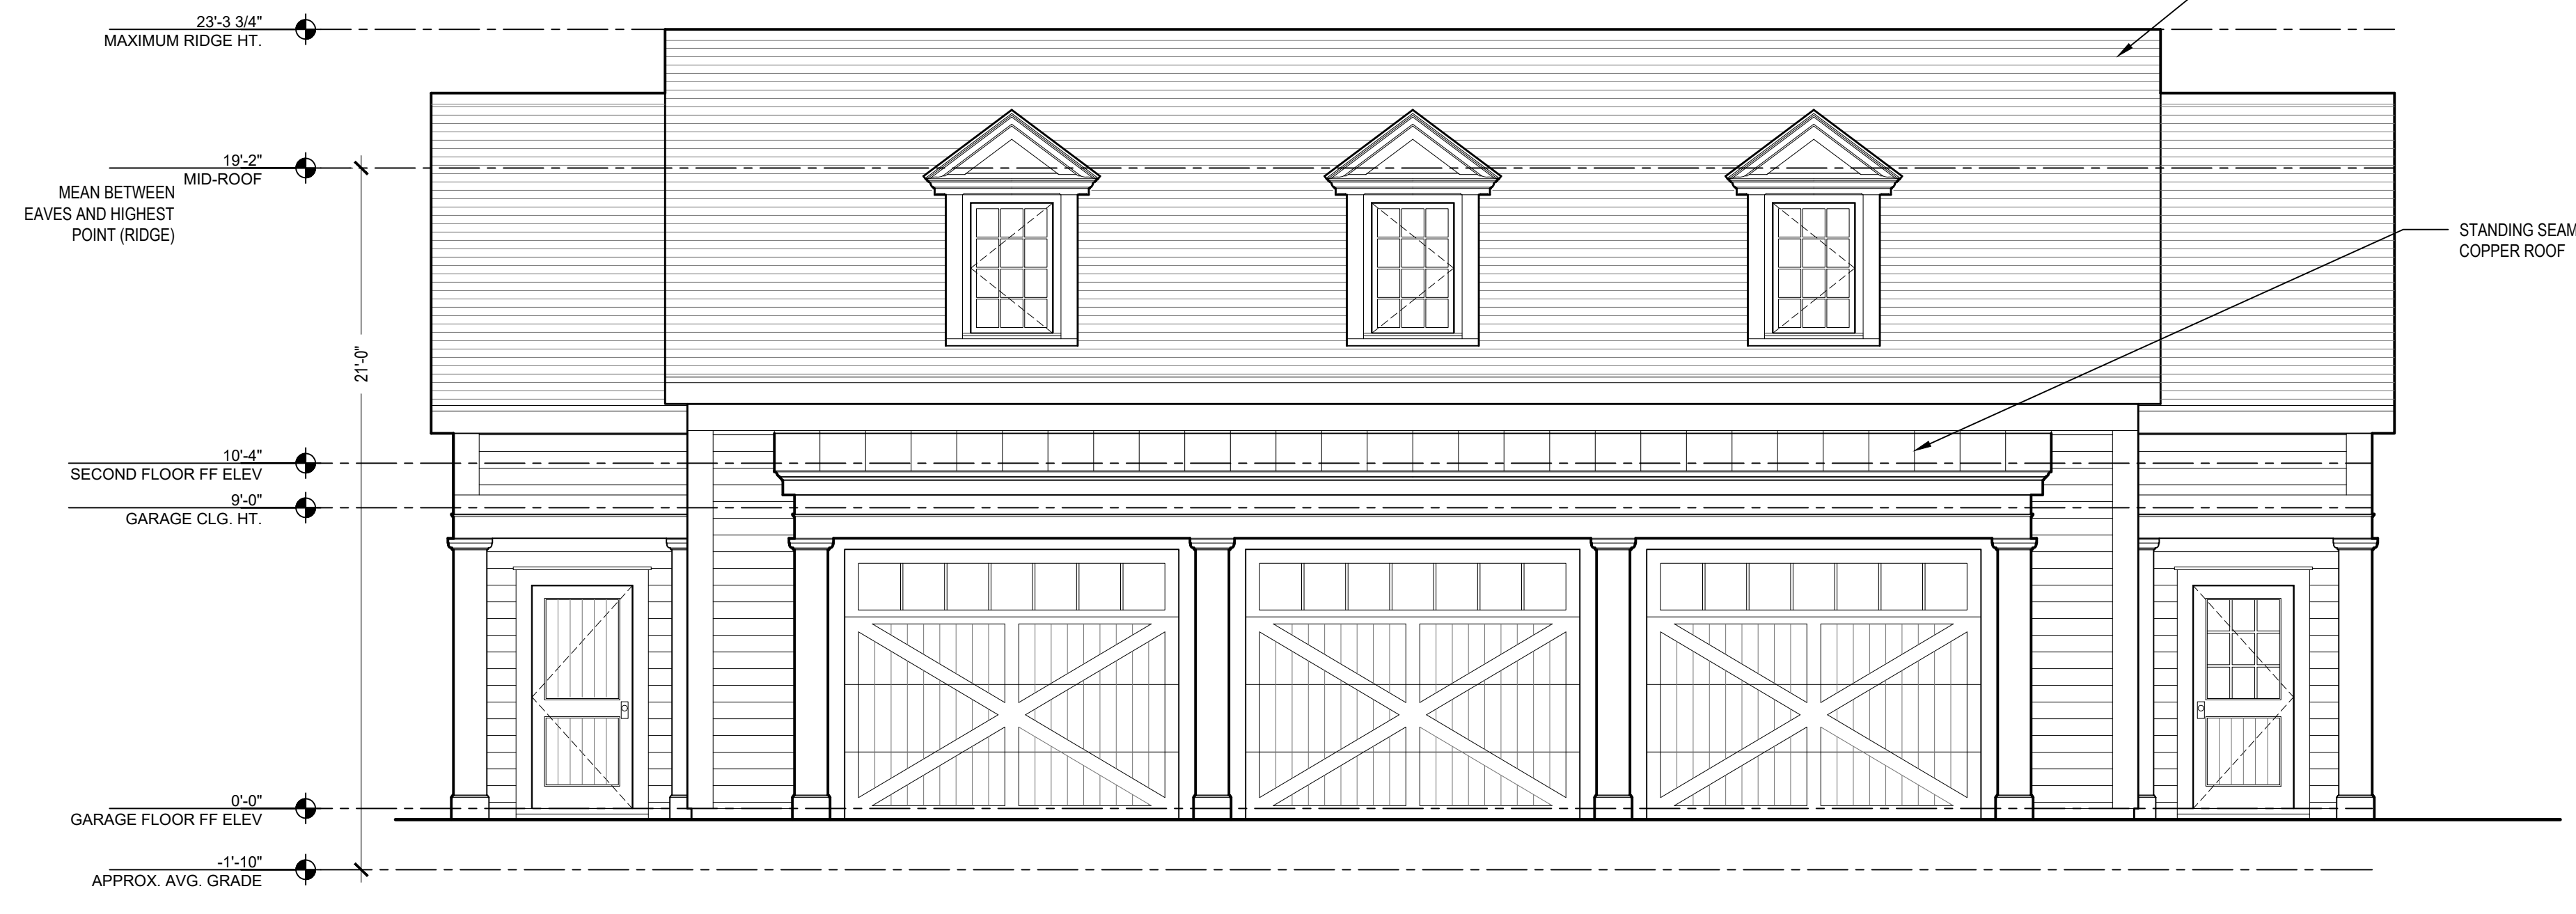 23'-3 3/4"
MAXIMUM RIDGE HT.
19'-2"
MID-ROOF
MEAN BETWEEN
EAVES AND HIGHEST
POINT (RIDGE)
STANDING SEAM
COPPER ROOF
21'-0"
10'-4"
SECOND FLOOR FF ELEV
9'-0"
GARAGE CLG. HT.
0'-0"
GARAGE FLOOR FF ELEV
-1'-10"
APPROX. AVG. GRADE